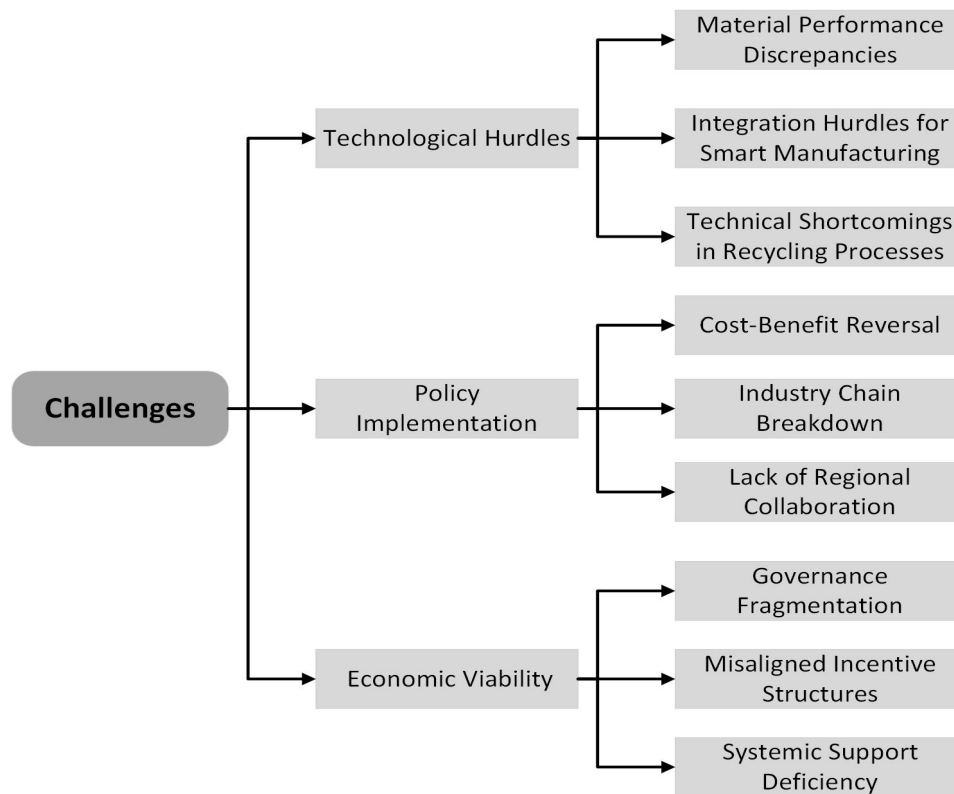 Challenges
Technological Hurdles
Material Performance
Discrepancies
Integration Hurdles for
Smart Manufacturing
Technical Shortcomings
in Recycling Processes
Policy
Implementation
Cost-Benefit Reversal
Industry Chain
Breakdown
Lack of Regional
Collaboration
Economic Viability
Governance
Fragmentation
Misaligned Incentive
Structures
Systemic Support
Deficiency